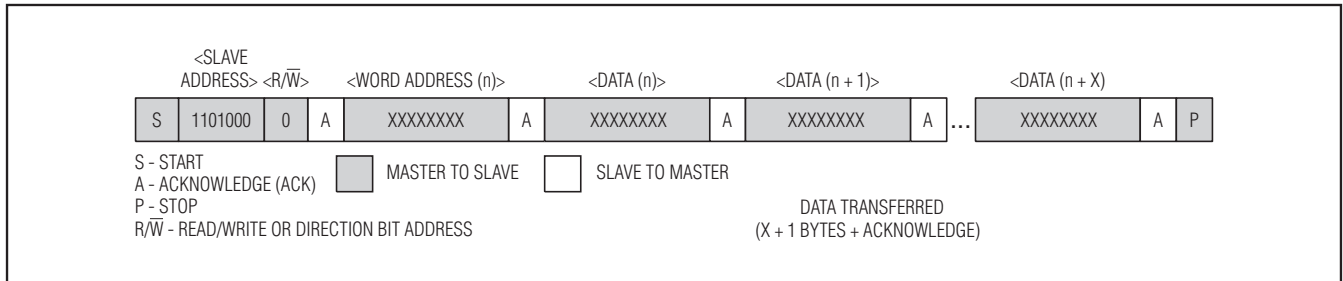 <SLAVE
ADDRESS> <R/W̅> <WORD ADDRESS (n)> <DATA (n)> <DATA (n + 1)> <DATA (n + X)
S 1101000 0 A XXXXXXXX A XXXXXXXX A XXXXXXXX A ... XXXXXXXX A P
S - START
A - ACKNOWLEDGE (ACK) MASTER TO SLAVE SLAVE TO MASTER
P - STOP
R/W̅ - READ/WRITE OR DIRECTION BIT ADDRESS
DATA TRANSFERRED
(X + 1 BYTES + ACKNOWLEDGE)